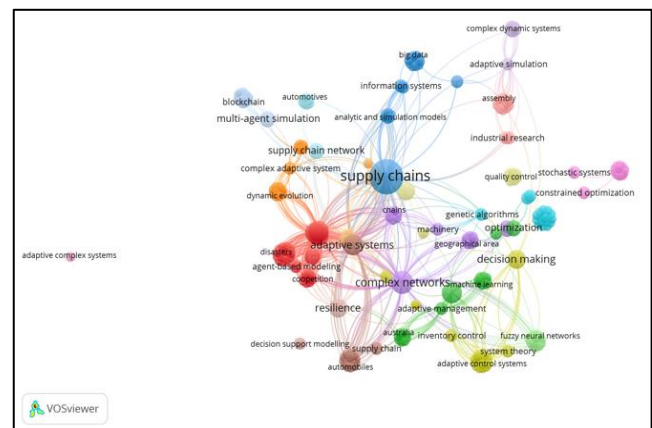 complex dynamic systems
big data
adaptive simulation
information systems
blockchain
automotives
assembly
multi-agent simulation
analytic and simulation models
industrial research
supply chain network
complex adaptive system
supply chains
quality control
stochastic systems
dynamic evolution
constrained optimization
chains
genetic algorithms
machinery
optimization
disasters
adaptive systems
geographical area
adaptive complex systems
agent-based modelling
decision making
coopetition
complex networks
machine learning
resilience
adaptive management
australia
inventory control
fuzzy neural networks
decision support modelling
supply chain
system theory
automobiles
adaptive control systems
VOSviewer